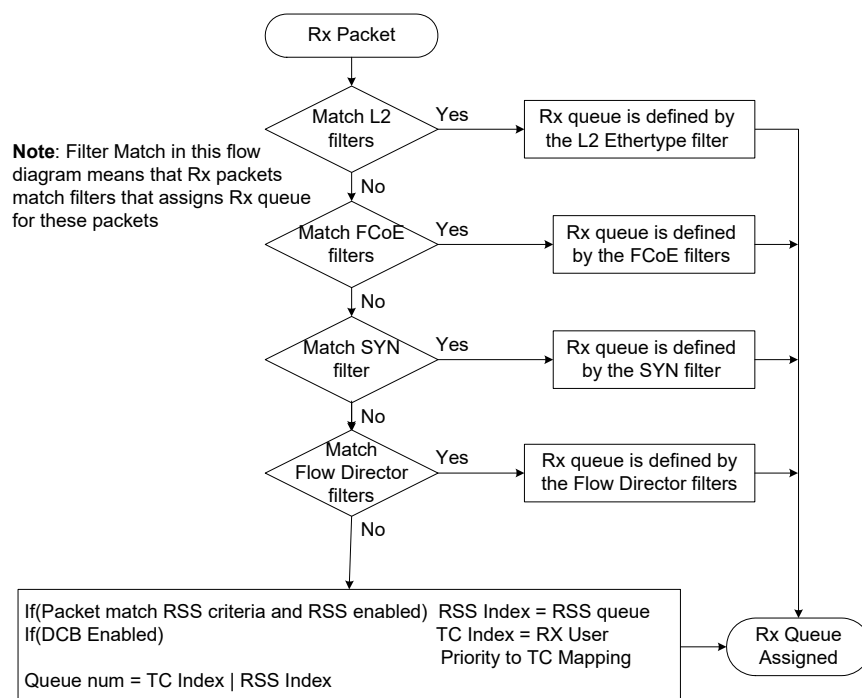 Rx Packet
Match L2
filters
Yes
Rx queue is defined by
the L2 Ethertype filter
Note: Filter Match in this flow
diagram means that Rx packets
match filters that assigns Rx queue
for these packets
No
Match FCoE
filters
Yes
Rx queue is defined
by the FCoE filters
No
Match SYN
filter
Yes
Rx queue is defined
by the SYN filter
No
Match
Flow Director
filters
Yes
Rx queue is defined by
the Flow Director filters
No
If(Packet match RSS criteria and RSS enabled) RSS Index = RSS queue
If(DCB Enabled) TC Index = RX User
Priority to TC Mapping
Queue num = TC Index | RSS Index
Rx Queue
Assigned